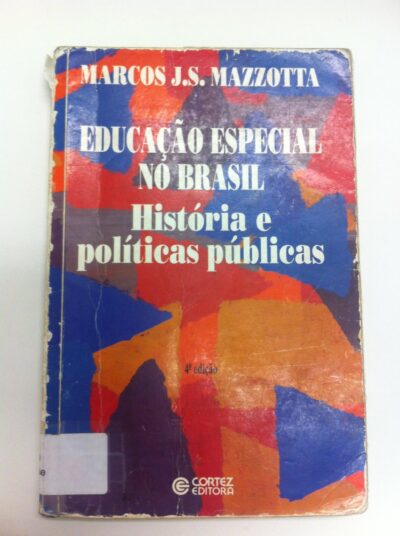 MARCOS J.S. MAZZOTTA
EDUCAÇÃO ESPECIAL
NO BRASIL
História e
políticas públicas
4ª edição
CORTEZ
EDITORA